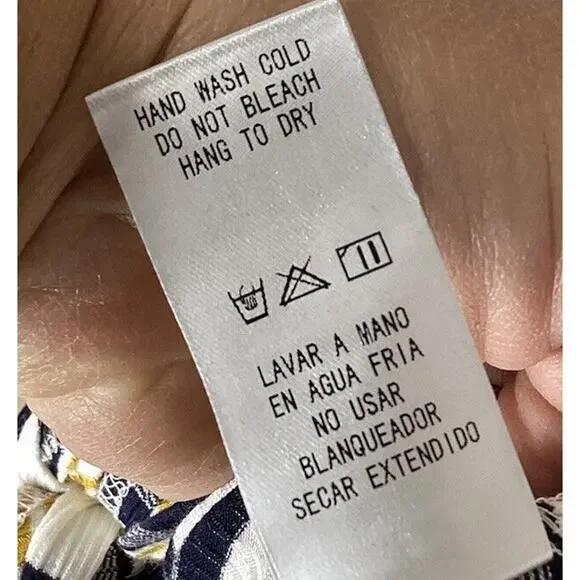 HAND WASH COLD
DO NOT BLEACH
HANG TO DRY
LAVAR A MANO
EN AGUA FRIA
NO USAR
BLANQUEADOR
SECAR EXTENDIDO